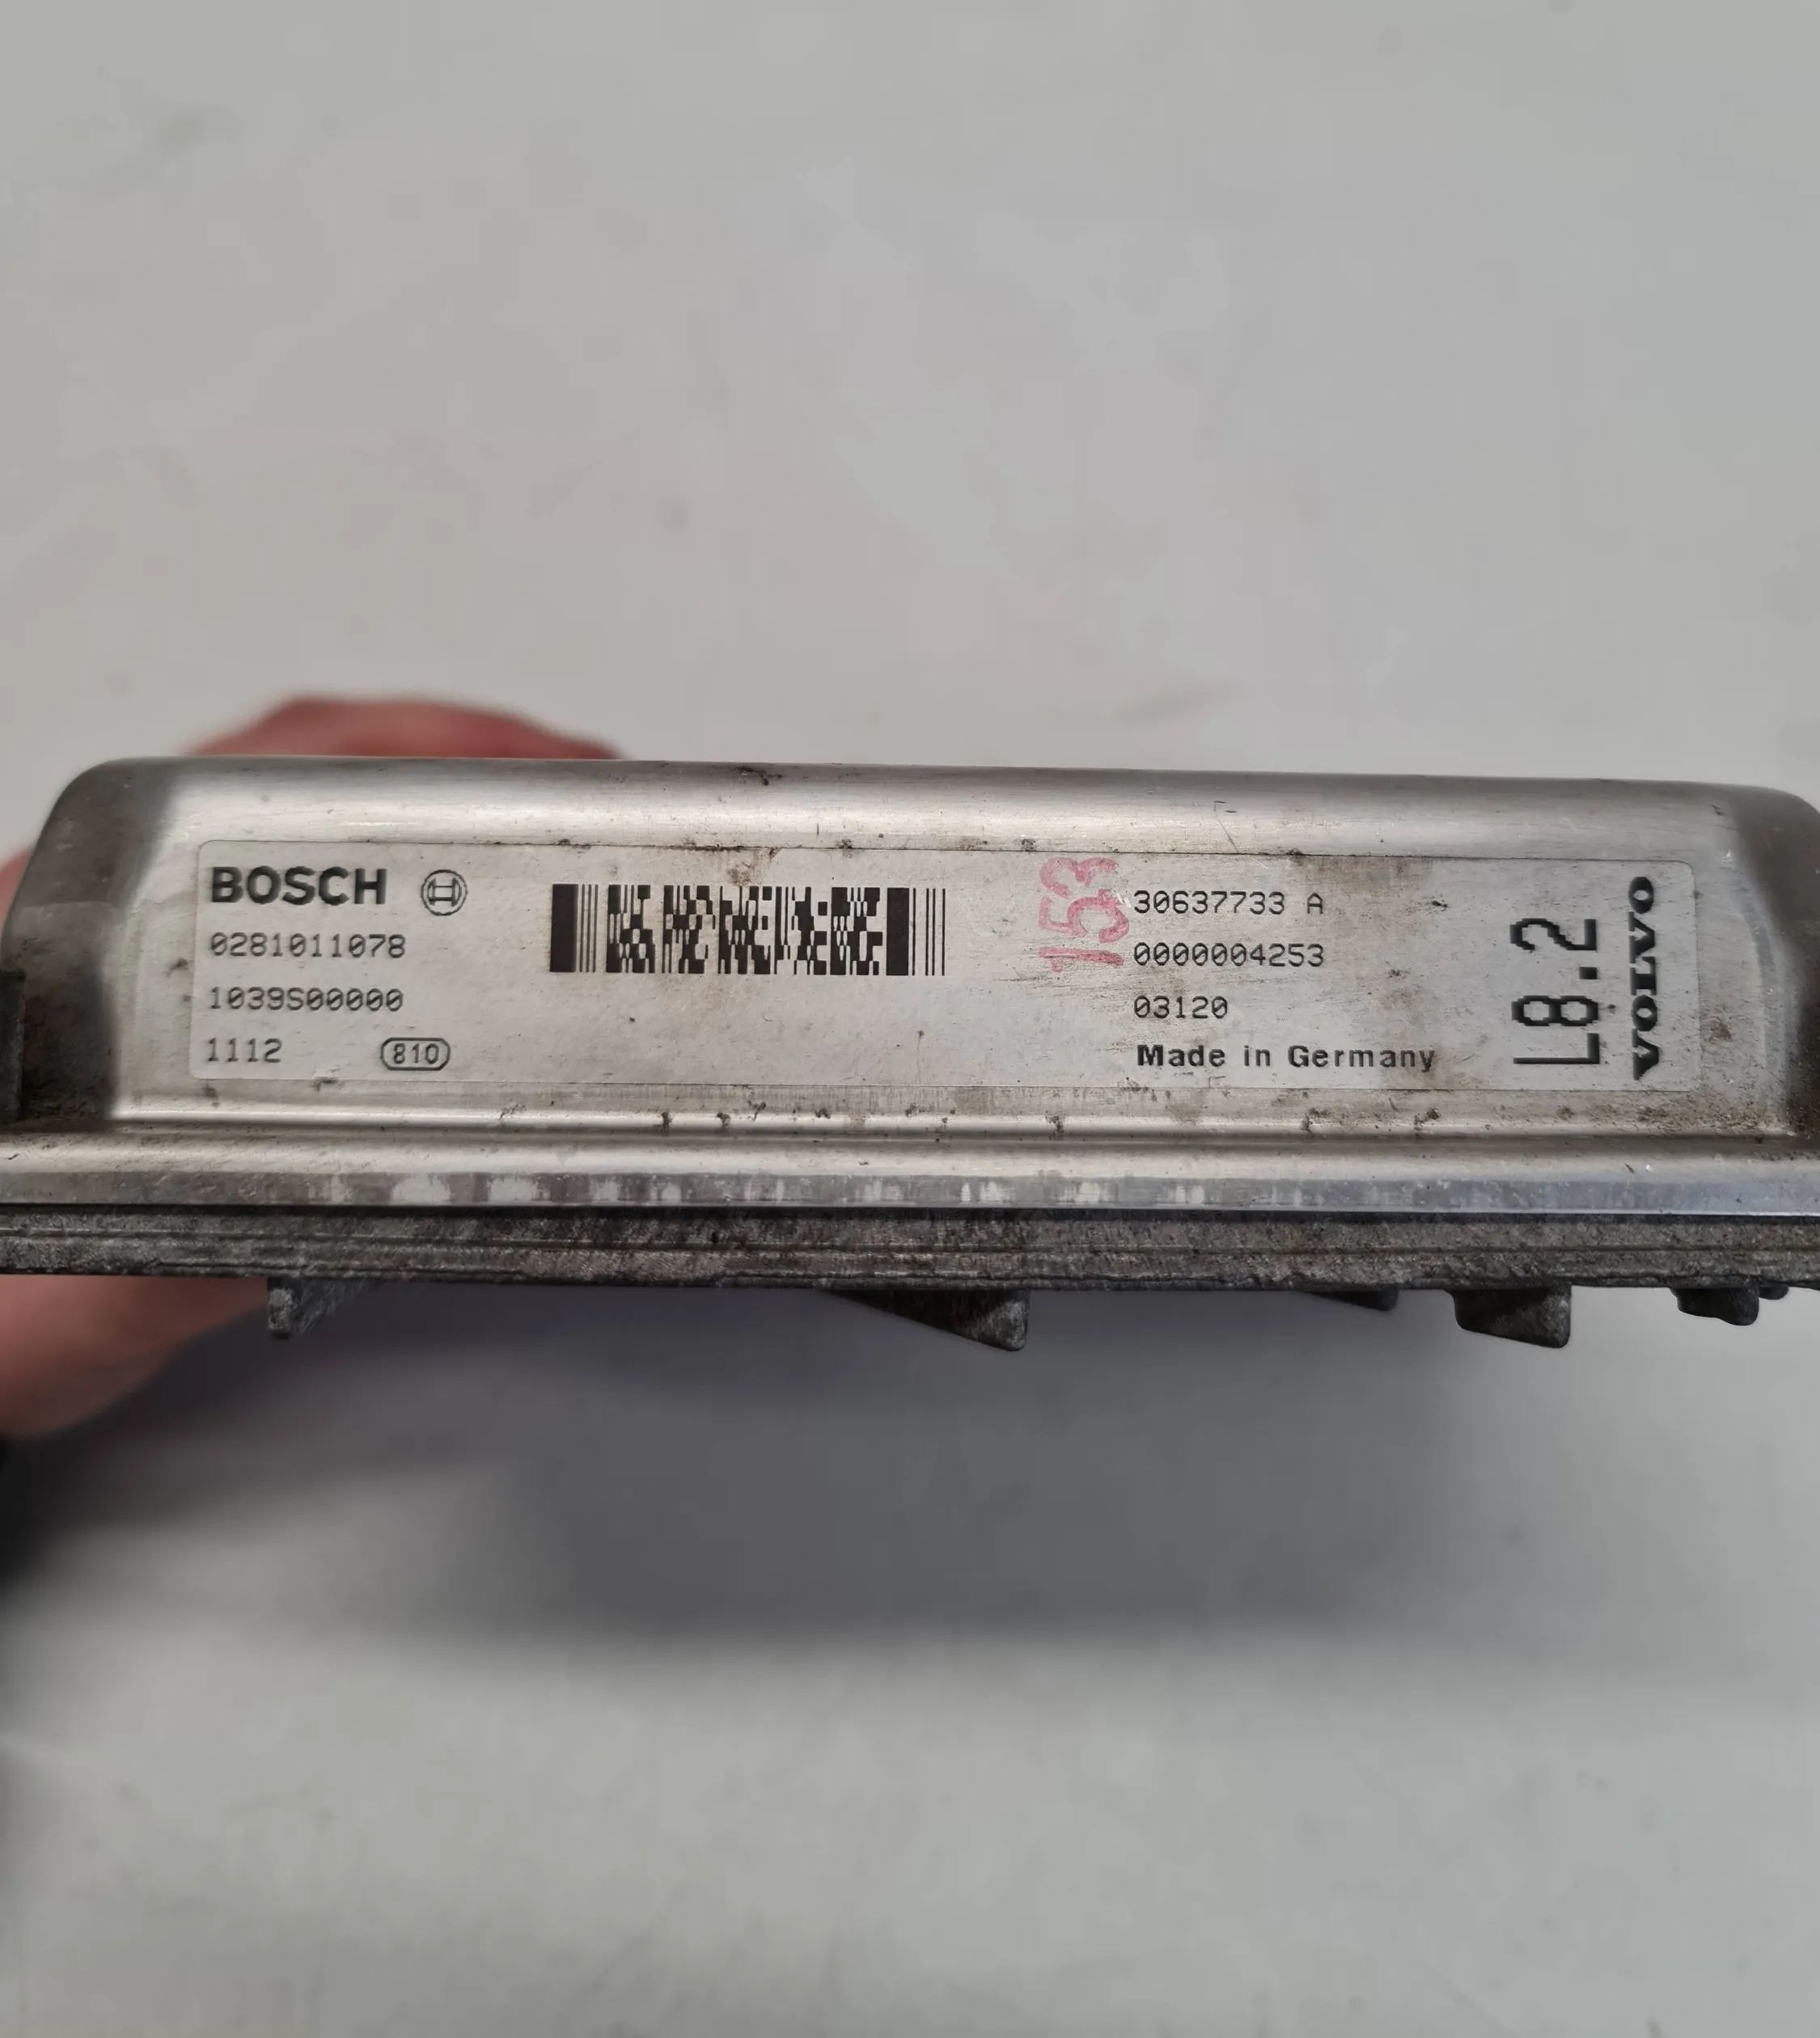 BOSCH
0281011078
1039S00000
1112 810
153
30637733 A
0000004253
03120
Made in Germany
L8.2
VOLVO